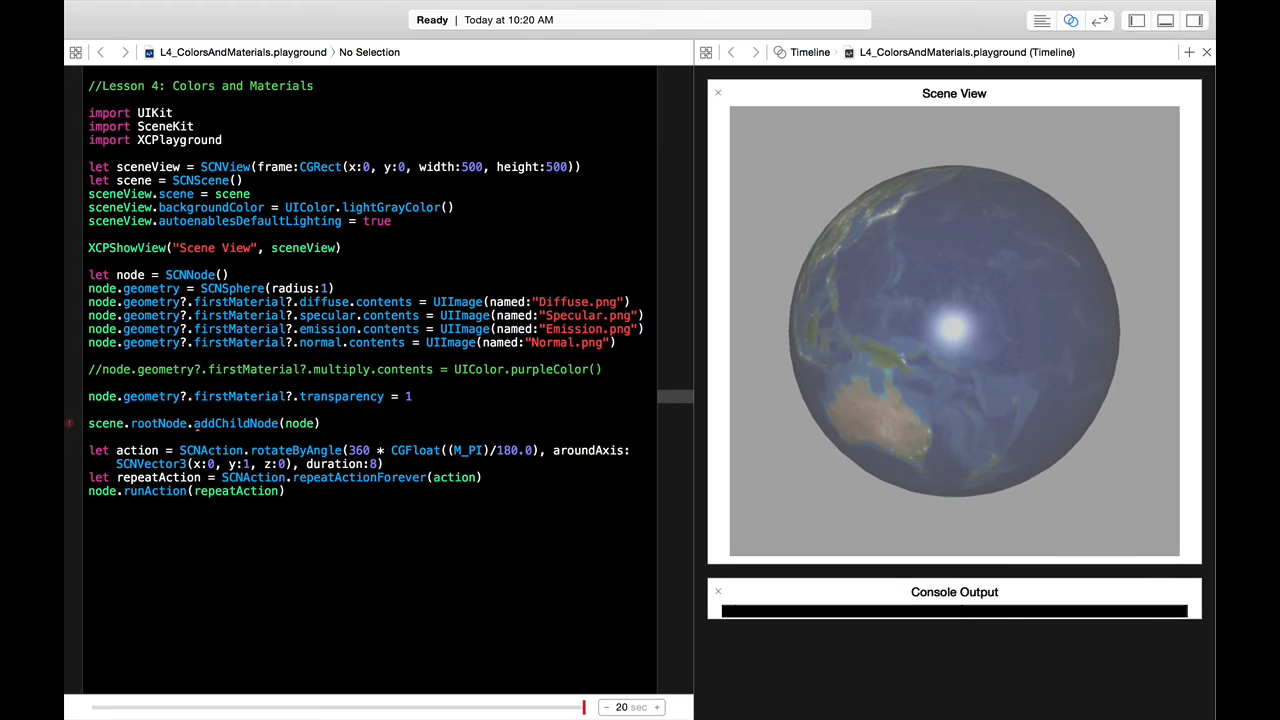 Ready | Today at 10:20 AM
L4_ColorsAndMaterials.playground 〉No Selection
Timeline 〉 L4_ColorsAndMaterials.playground (Timeline)
//Lesson 4: Colors and Materials
import UIKit
import SceneKit
import XCPlayground
let sceneView = SCNView(frame:CGRect(x:0, y:0, width:500, height:500))
let scene = SCNScene()
sceneView.scene = scene
sceneView.backgroundColor = UIColor.lightGrayColor()
sceneView.autoenablesDefaultLighting = true
XCPShowView("Scene View", sceneView)
let node = SCNNode()
node.geometry = SCNSphere(radius:1)
node.geometry?.firstMaterial?.diffuse.contents = UIImage(named:"Diffuse.png")
node.geometry?.firstMaterial?.specular.contents = UIImage(named:"Specular.png")
node.geometry?.firstMaterial?.emission.contents = UIImage(named:"Emission.png")
node.geometry?.firstMaterial?.normal.contents = UIImage(named:"Normal.png")
//node.geometry?.firstMaterial?.multiply.contents = UIColor.purpleColor()
node.geometry?.firstMaterial?.transparency = 1
scene.rootNode.addChildNode(node)
let action = SCNAction.rotateByAngle(360 * CGFloat((M_PI)/180.0), aroundAxis:
SCNVector3(x:0, y:1, z:0), duration:8)
let repeatAction = SCNAction.repeatActionForever(action)
node.runAction(repeatAction)
− 20 sec +
Scene View
Console Output